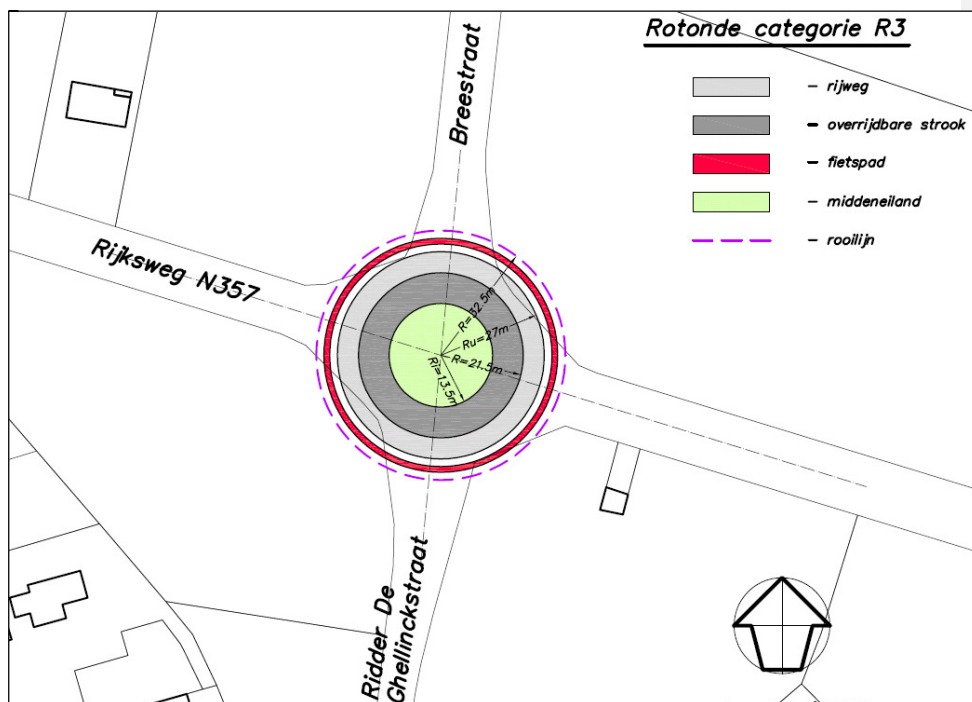 Rotonde categorie R3
– rijweg
– overrijdbare strook
– fietspad
– middeneiland
– rooilijn
Breestraat
Rijksweg N357
R=32.5m
Ru=27m
R=21.5m
Ri=13.5m
Ridder De
Ghellinckstraat